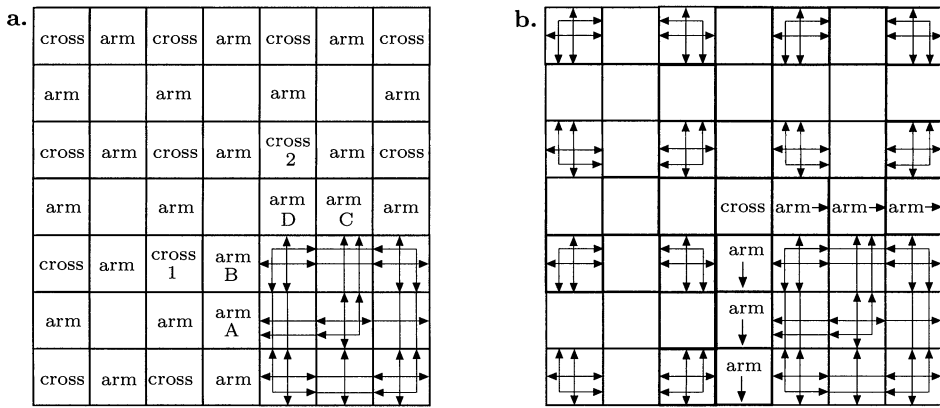 a.
cross arm cross arm cross arm cross
arm arm arm arm
cross arm cross arm cross 2 arm cross
arm arm arm D arm C arm
cross arm cross 1 arm B
arm arm arm A
cross arm cross arm
b.
cross arm arm arm
arm
arm
arm